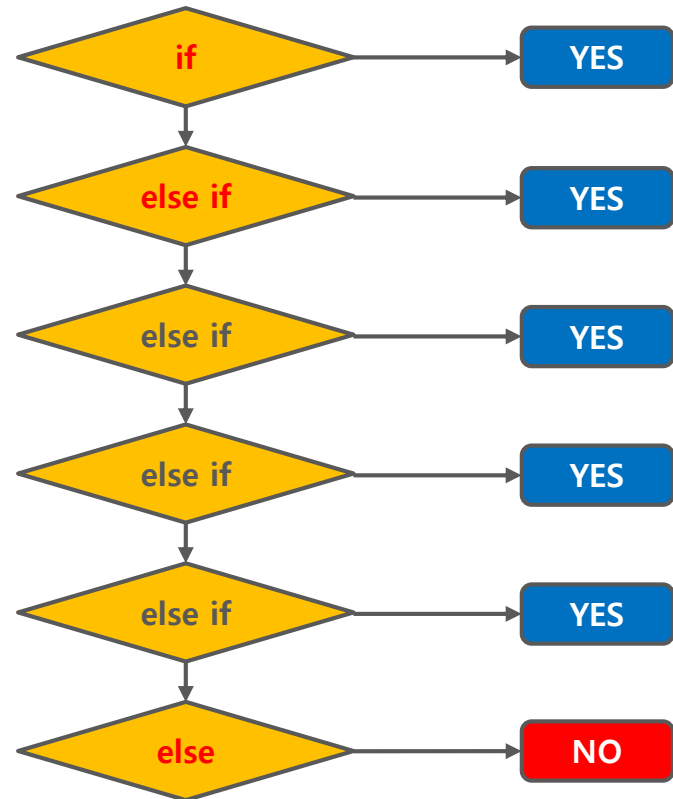 if
YES
else if
YES
else if
YES
else if
YES
else if
YES
else
NO